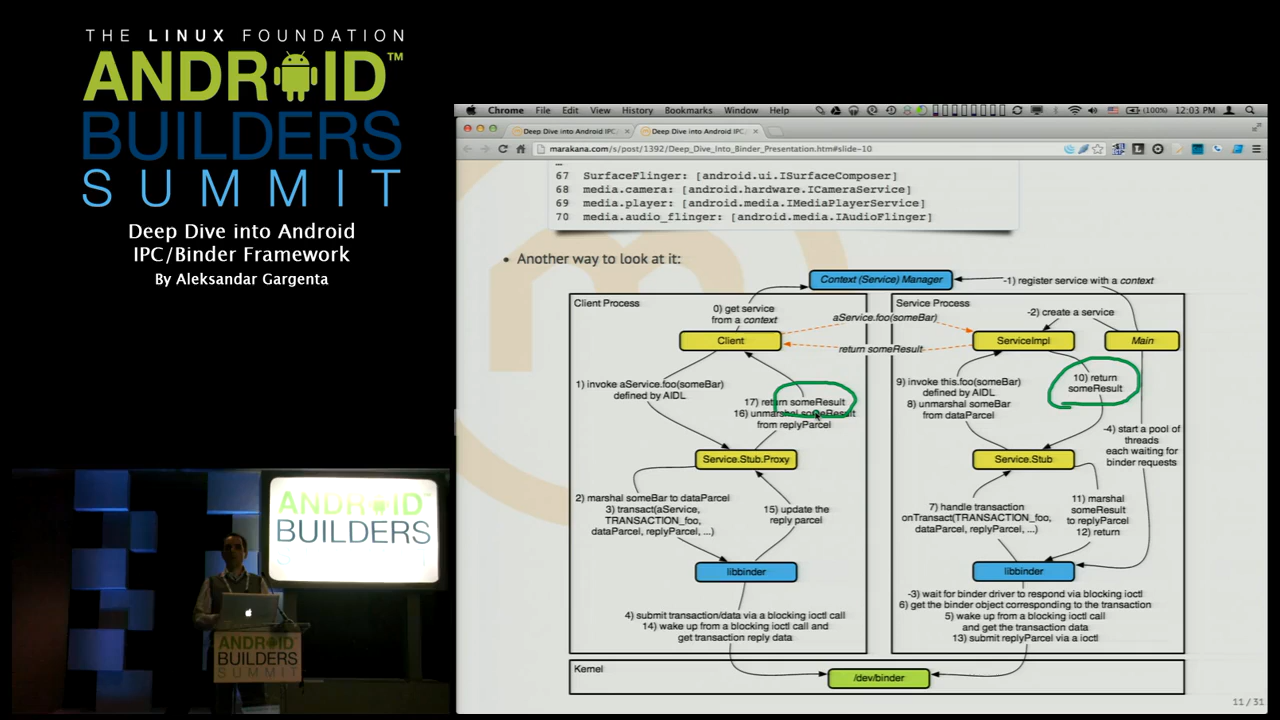 THE LINUX FOUNDATION
ANDROID™
BUILDERS
SUMMIT
Deep Dive into Android
IPC/Binder Framework
By Aleksandar Gargenta
Chrome File Edit View History Bookmarks Window Help (100%) 12:03 PM
Deep Dive into Android IPC × Deep Dive into Android IPC/ ×
marakana.com/s/post/1392/Deep_Dive_Into_Binder_Presentation.htm#slide-10
67 SurfaceFlinger: [android.ui.ISurfaceComposer]
68 media.camera: [android.hardware.ICameraService]
69 media.player: [android.media.IMediaPlayerService]
70 media.audio_flinger: [android.media.IAudioFlinger]
• Another way to look at it:
Context (Service) Manager
-1) register service with a context
Client Process
0) get service
from a context
aService.foo(someBar)
Service Process
-2) create a service
Client
return someResult
ServiceImpl
Main
1) invoke aService.foo(someBar)
defined by AIDL
17) return someResult
16) unmarshal someResult
from replyParcel
9) invoke this.foo(someBar)
defined by AIDL
8) unmarshal someBar
from dataParcel
10) return
someResult
-4) start a pool of
threads
each waiting for
binder requests
Service.Stub.Proxy
Service.Stub
2) marshal someBar to dataParcel
3) transact(aService,
TRANSACTION_foo,
dataParcel, replyParcel, ...)
15) update the
reply parcel
7) handle transaction
onTransact(TRANSACTION_foo,
dataParcel, replyParcel, ...)
11) marshal
someResult
to replyParcel
12) return
libbinder
libbinder
4) submit transaction/data via a blocking ioctl call
14) wake up from a blocking ioctl call and
get transaction reply data
-3) wait for binder driver to respond via blocking ioctl
6) get the binder object corresponding to the transaction
5) wake up from a blocking ioctl call
and get the transaction data
13) submit replyParcel via a ioctl
Kernel
/dev/binder
11 / 31
ANDROID™
BUILDERS
ANDROID
BUILDERS
SUMMIT